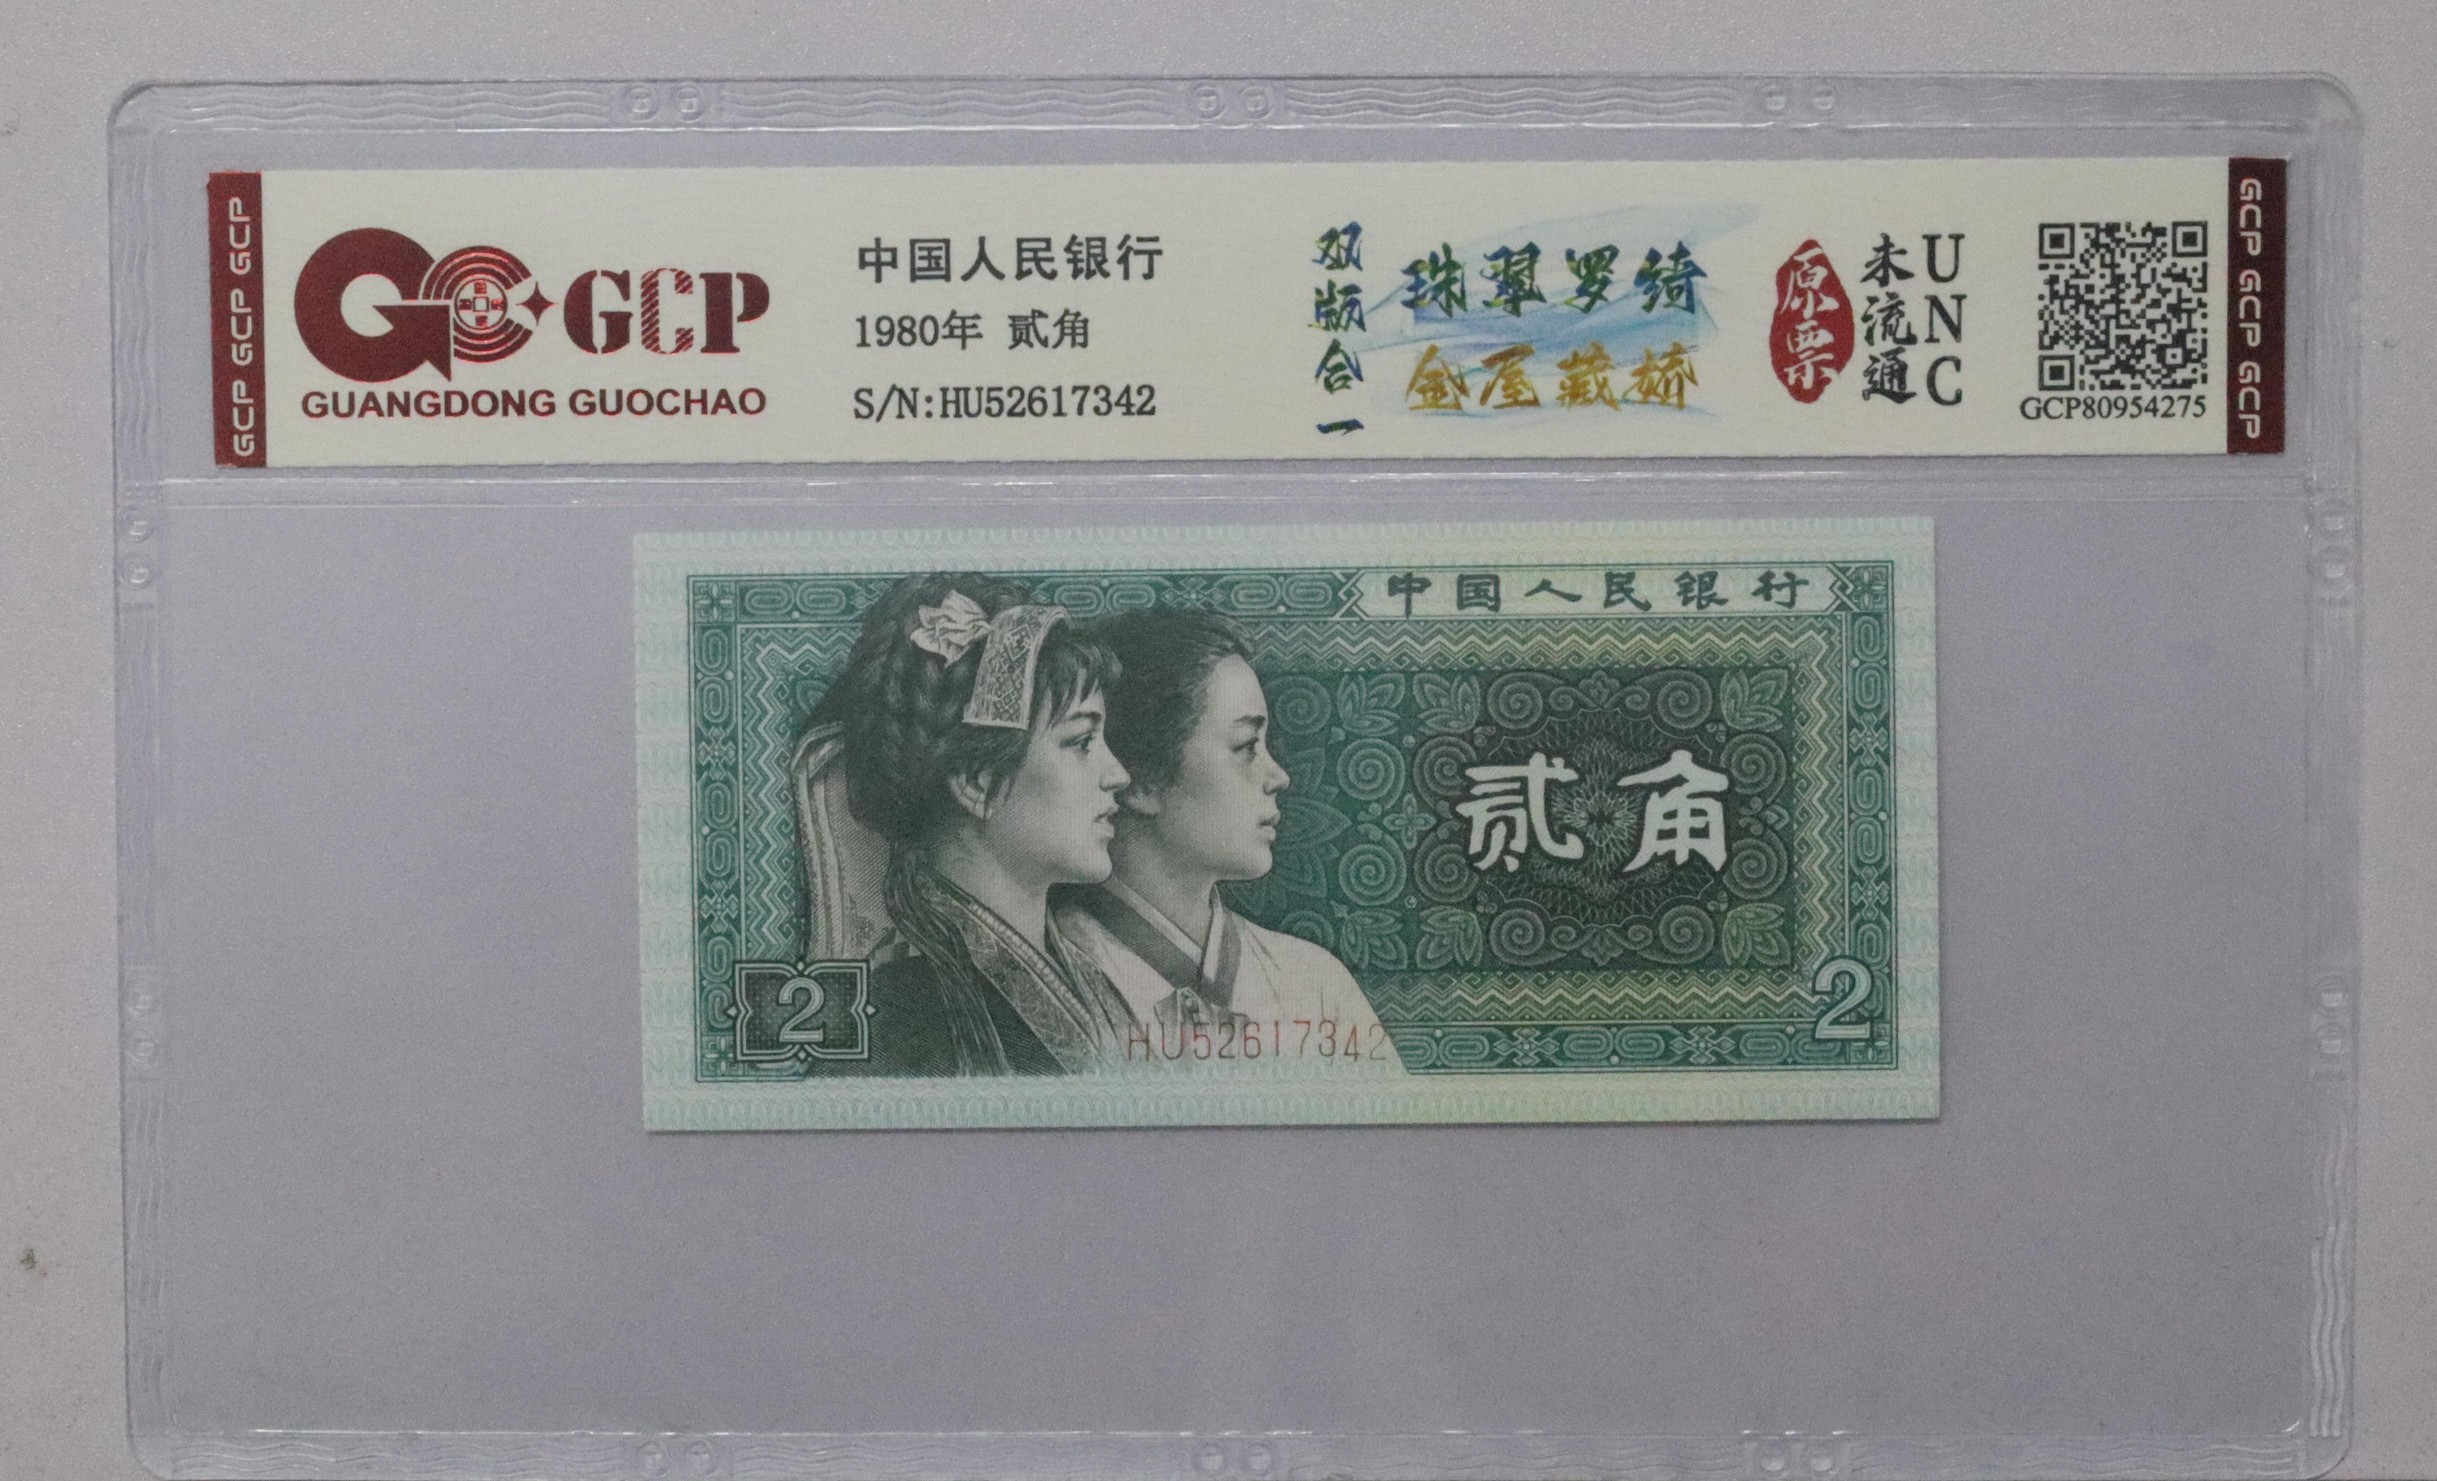 GCP GCP GCP
GCP
GUANGDONG GUOCHAO
中国人民银行
1980年 贰角
S/N:HU52617342
双版合一
珠翠罗绮
金屋藏娇
原票
未流通
UNC
GCP80954275
GCP GCP GCP
中国人民银行
贰角
2
HU52617342
2